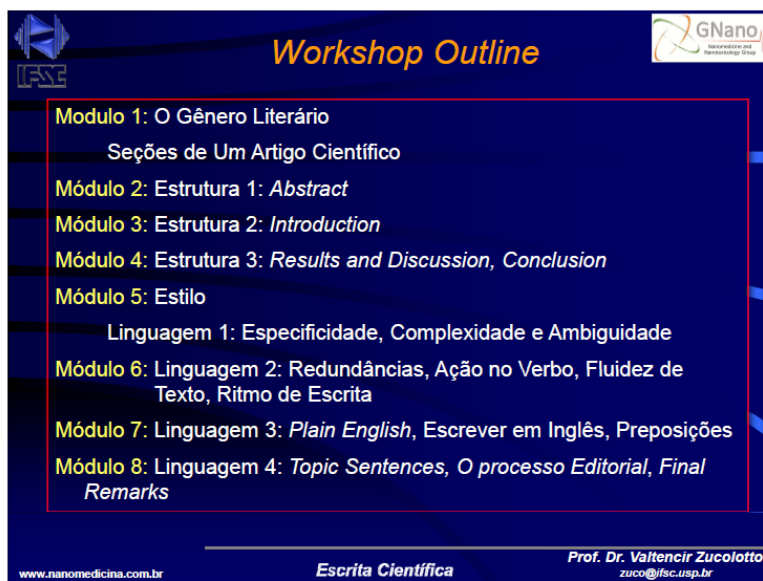 IFSC
Workshop Outline
GNano
Nanomedicine and
Nanotoxicology Group
Modulo 1: O Gênero Literário
Seções de Um Artigo Científico
Módulo 2: Estrutura 1: Abstract
Módulo 3: Estrutura 2: Introduction
Módulo 4: Estrutura 3: Results and Discussion, Conclusion
Módulo 5: Estilo
Linguagem 1: Especificidade, Complexidade e Ambiguidade
Módulo 6: Linguagem 2: Redundâncias, Ação no Verbo, Fluidez de
Texto, Ritmo de Escrita
Módulo 7: Linguagem 3: Plain English, Escrever em Inglês, Preposições
Módulo 8: Linguagem 4: Topic Sentences, O processo Editorial, Final
Remarks
www.nanomedicina.com.br
Escrita Científica
Prof. Dr. Valtencir Zucolotto
zuco@ifsc.usp.br